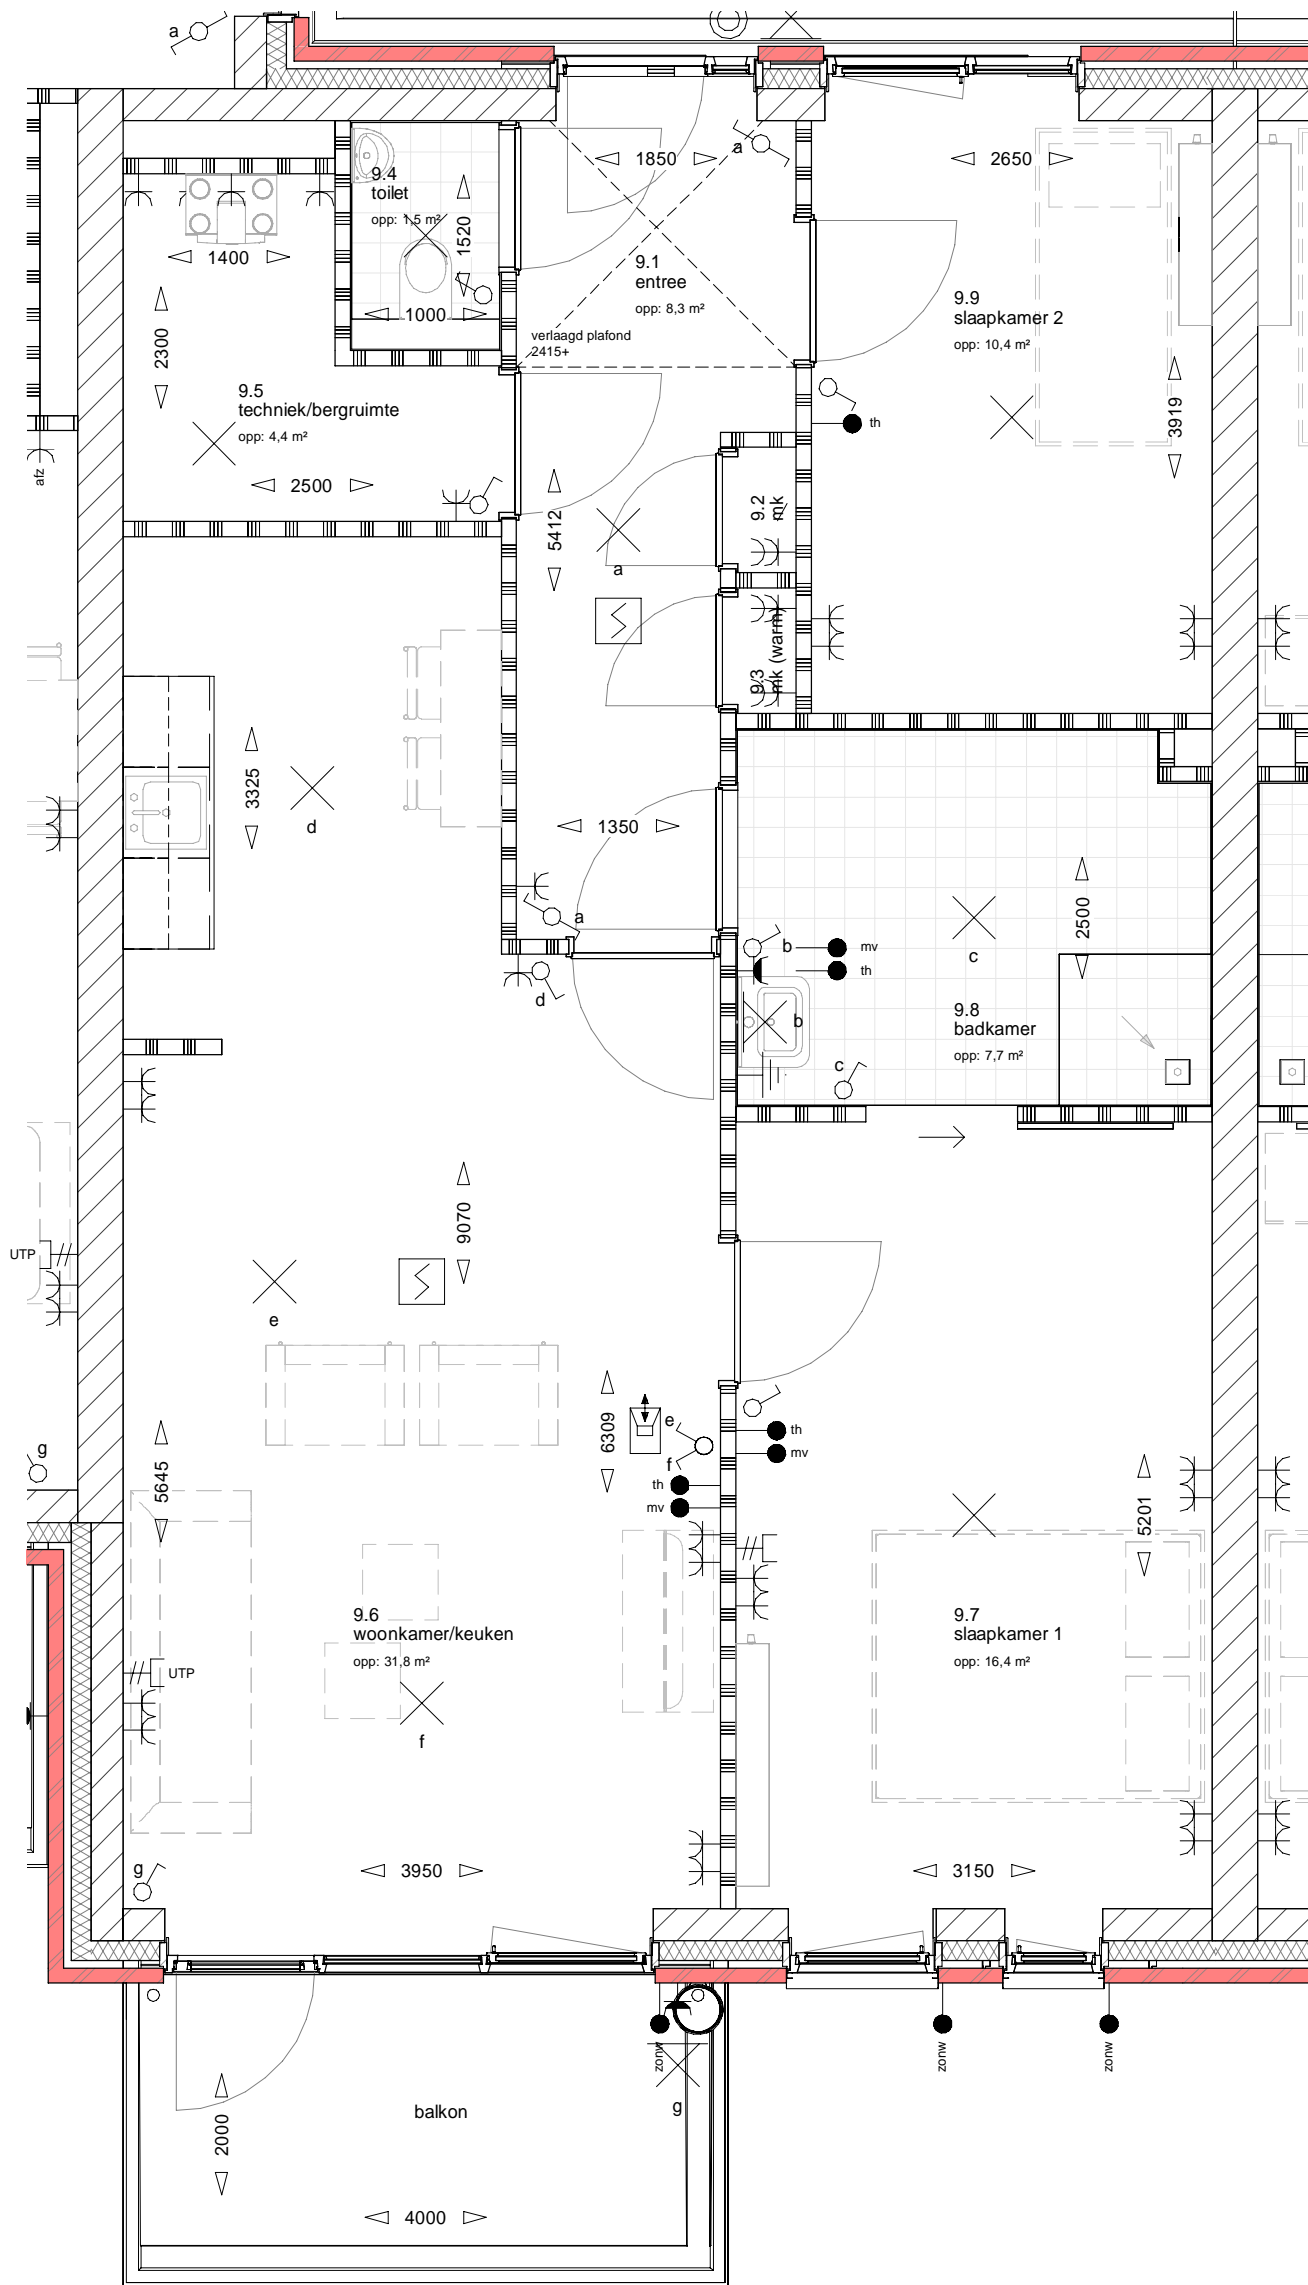 a
1850
a
2650
9.4
toilet
opp: 1,5 m²
1520
1000
1400
2300
9.1
entree
opp: 8,3 m²
verlaagd plafond
2415+
9.9
slaapkamer 2
opp: 10,4 m²
3919
th
9.5
techniek/bergruimte
opp: 4,4 m²
2500
afz
5412
a
9.2
mk
9.3
mk (warm)
3325
d
1350
a
d
2500
b
mv
th
c
b
9.8
badkamer
opp: 7,7 m²
c
9070
UTP
e
6309
e
f
th
mv
th
mv
g
5645
5201
9.6
woonkamer/keuken
opp: 31,8 m²
9.7
slaapkamer 1
opp: 16,4 m²
UTP
f
g
3950
3150
zonw
zonw
zonw
g
balkon
2000
4000